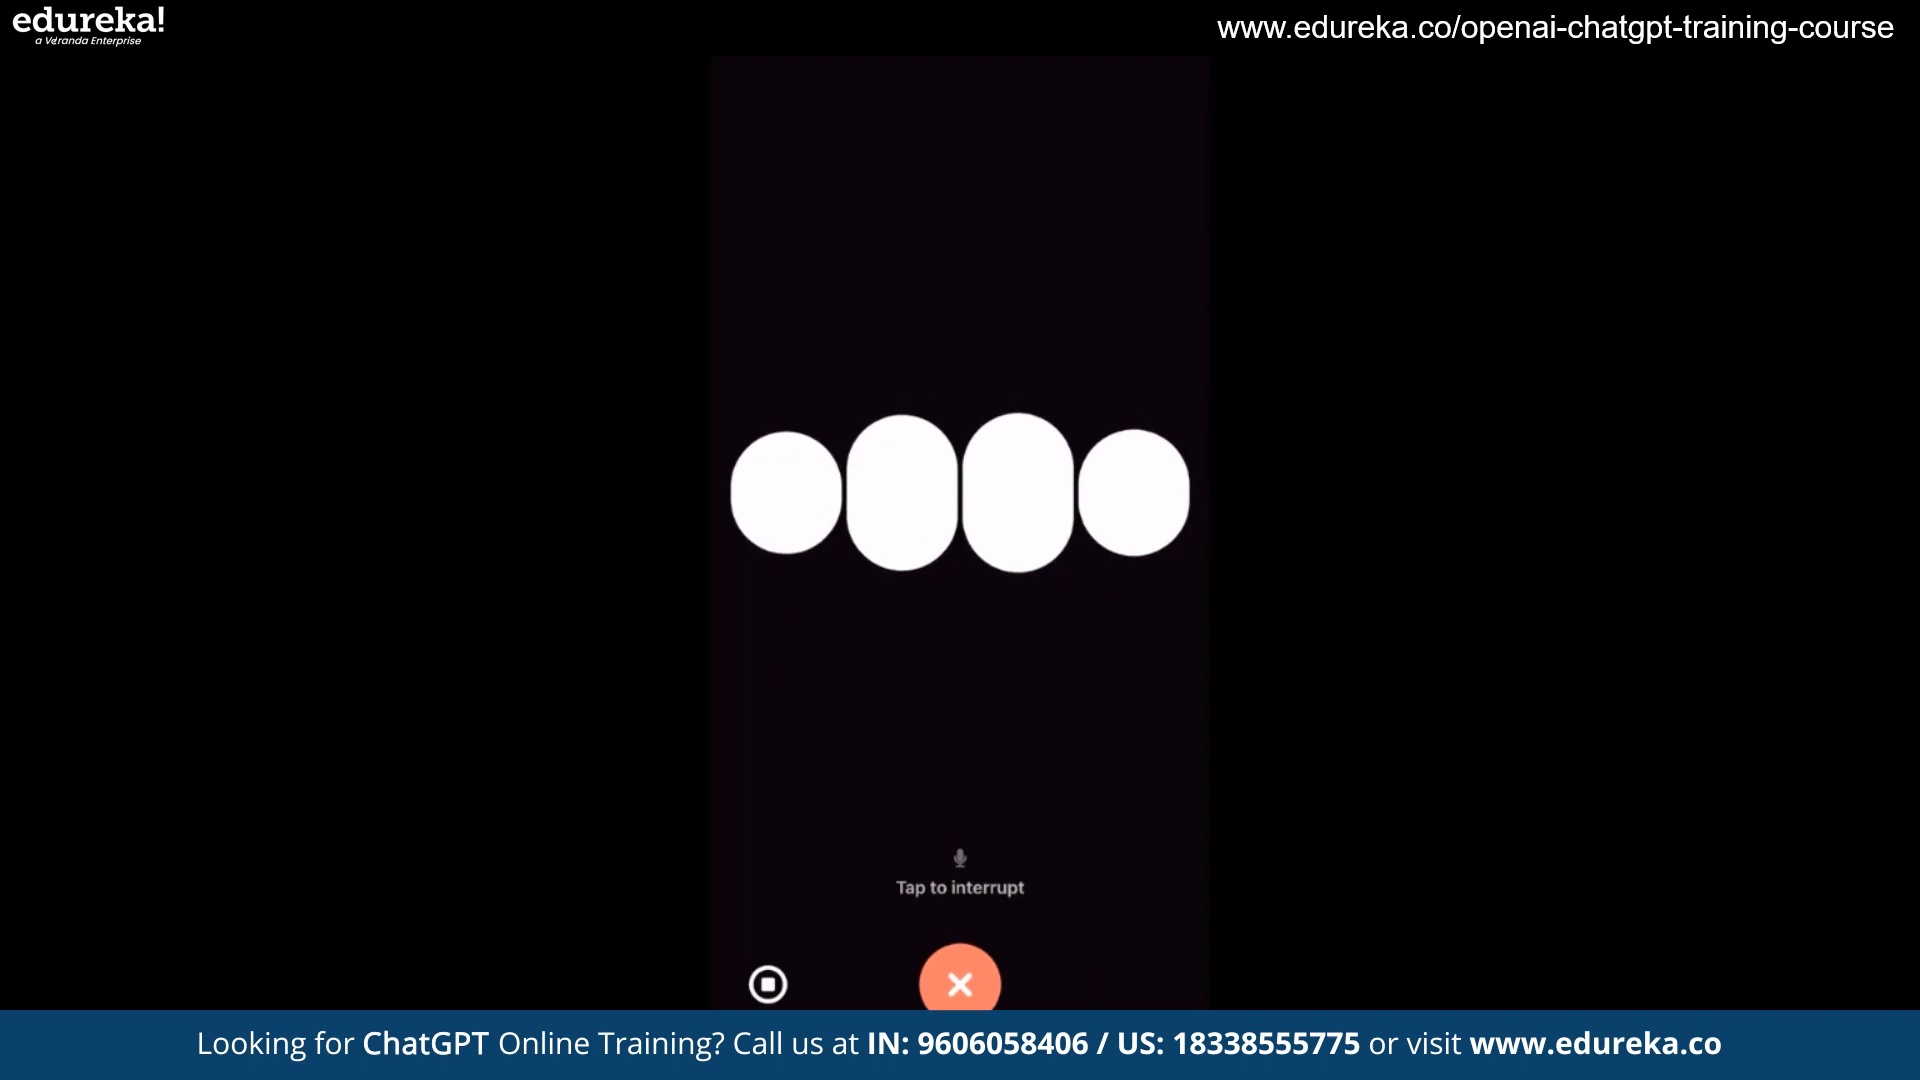 edureka!
a Veranda Enterprise
www.edureka.co/openai-chatgpt-training-course
Tap to interrupt
Looking for ChatGPT Online Training? Call us at IN: 9606058406 / US: 18338555775 or visit www.edureka.co